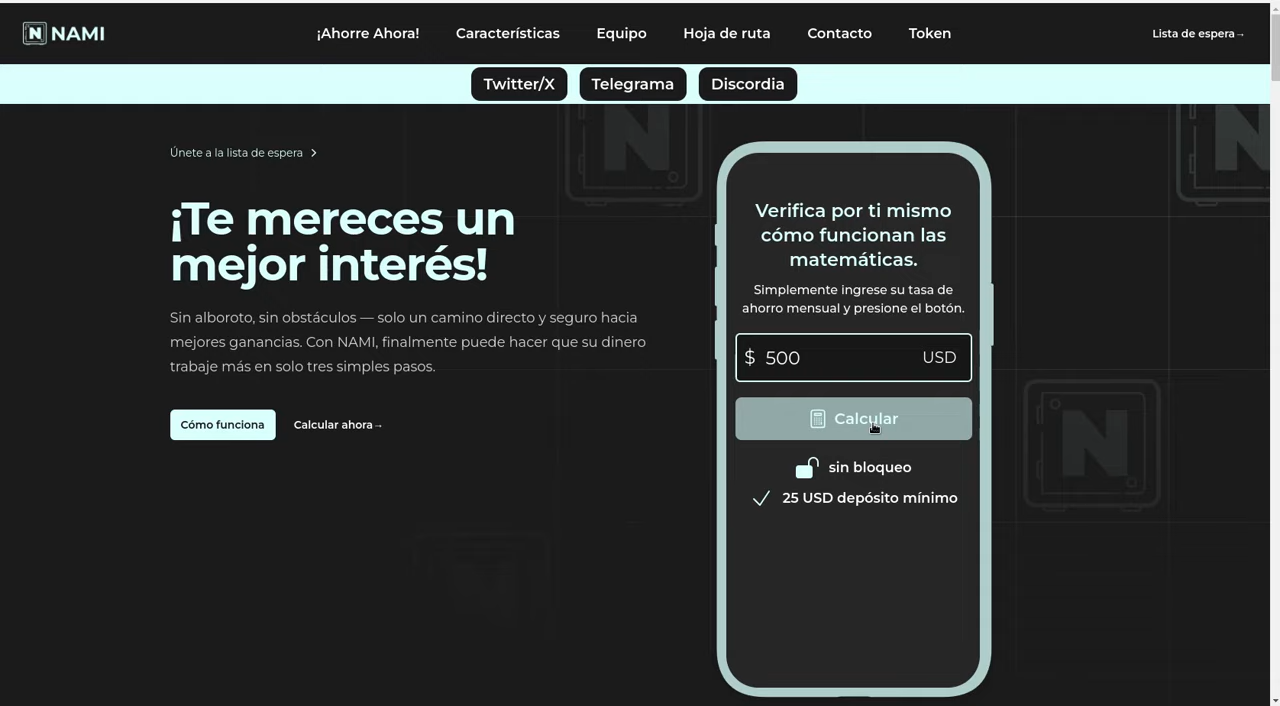 NAMI
¡Ahorre Ahora!
Características
Equipo
Hoja de ruta
Contacto
Token
Lista de espera→
Twitter/X
Telegrama
Discordia
Únete a la lista de espera
¡Te mereces un
mejor interés!
Sin alboroto, sin obstáculos — solo un camino directo y seguro hacia
mejores ganancias. Con NAMI, finalmente puede hacer que su dinero
trabaje más en solo tres simples pasos.
Cómo funciona
Calcular ahora→
Verifica por ti mismo
cómo funcionan las
matemáticas.
Simplemente ingrese su tasa de
ahorro mensual y presione el botón.
$ 500 USD
Calcular
sin bloqueo
25 USD depósito mínimo